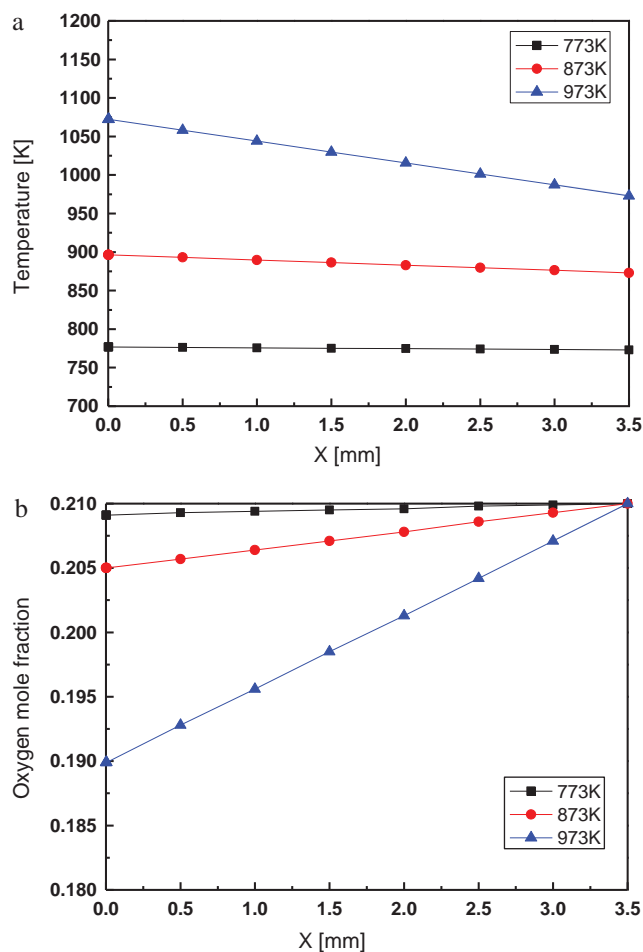 a
1200
1150
1100
1050
1000
950
900
850
800
750
700
Temperature [K]
773K
873K
973K
0.0 0.5 1.0 1.5 2.0 2.5 3.0 3.5
X [mm]
b
0.210
0.205
0.200
0.195
0.190
0.185
0.180
Oxygen mole fraction
773K
873K
973K
0.0 0.5 1.0 1.5 2.0 2.5 3.0 3.5
X [mm]